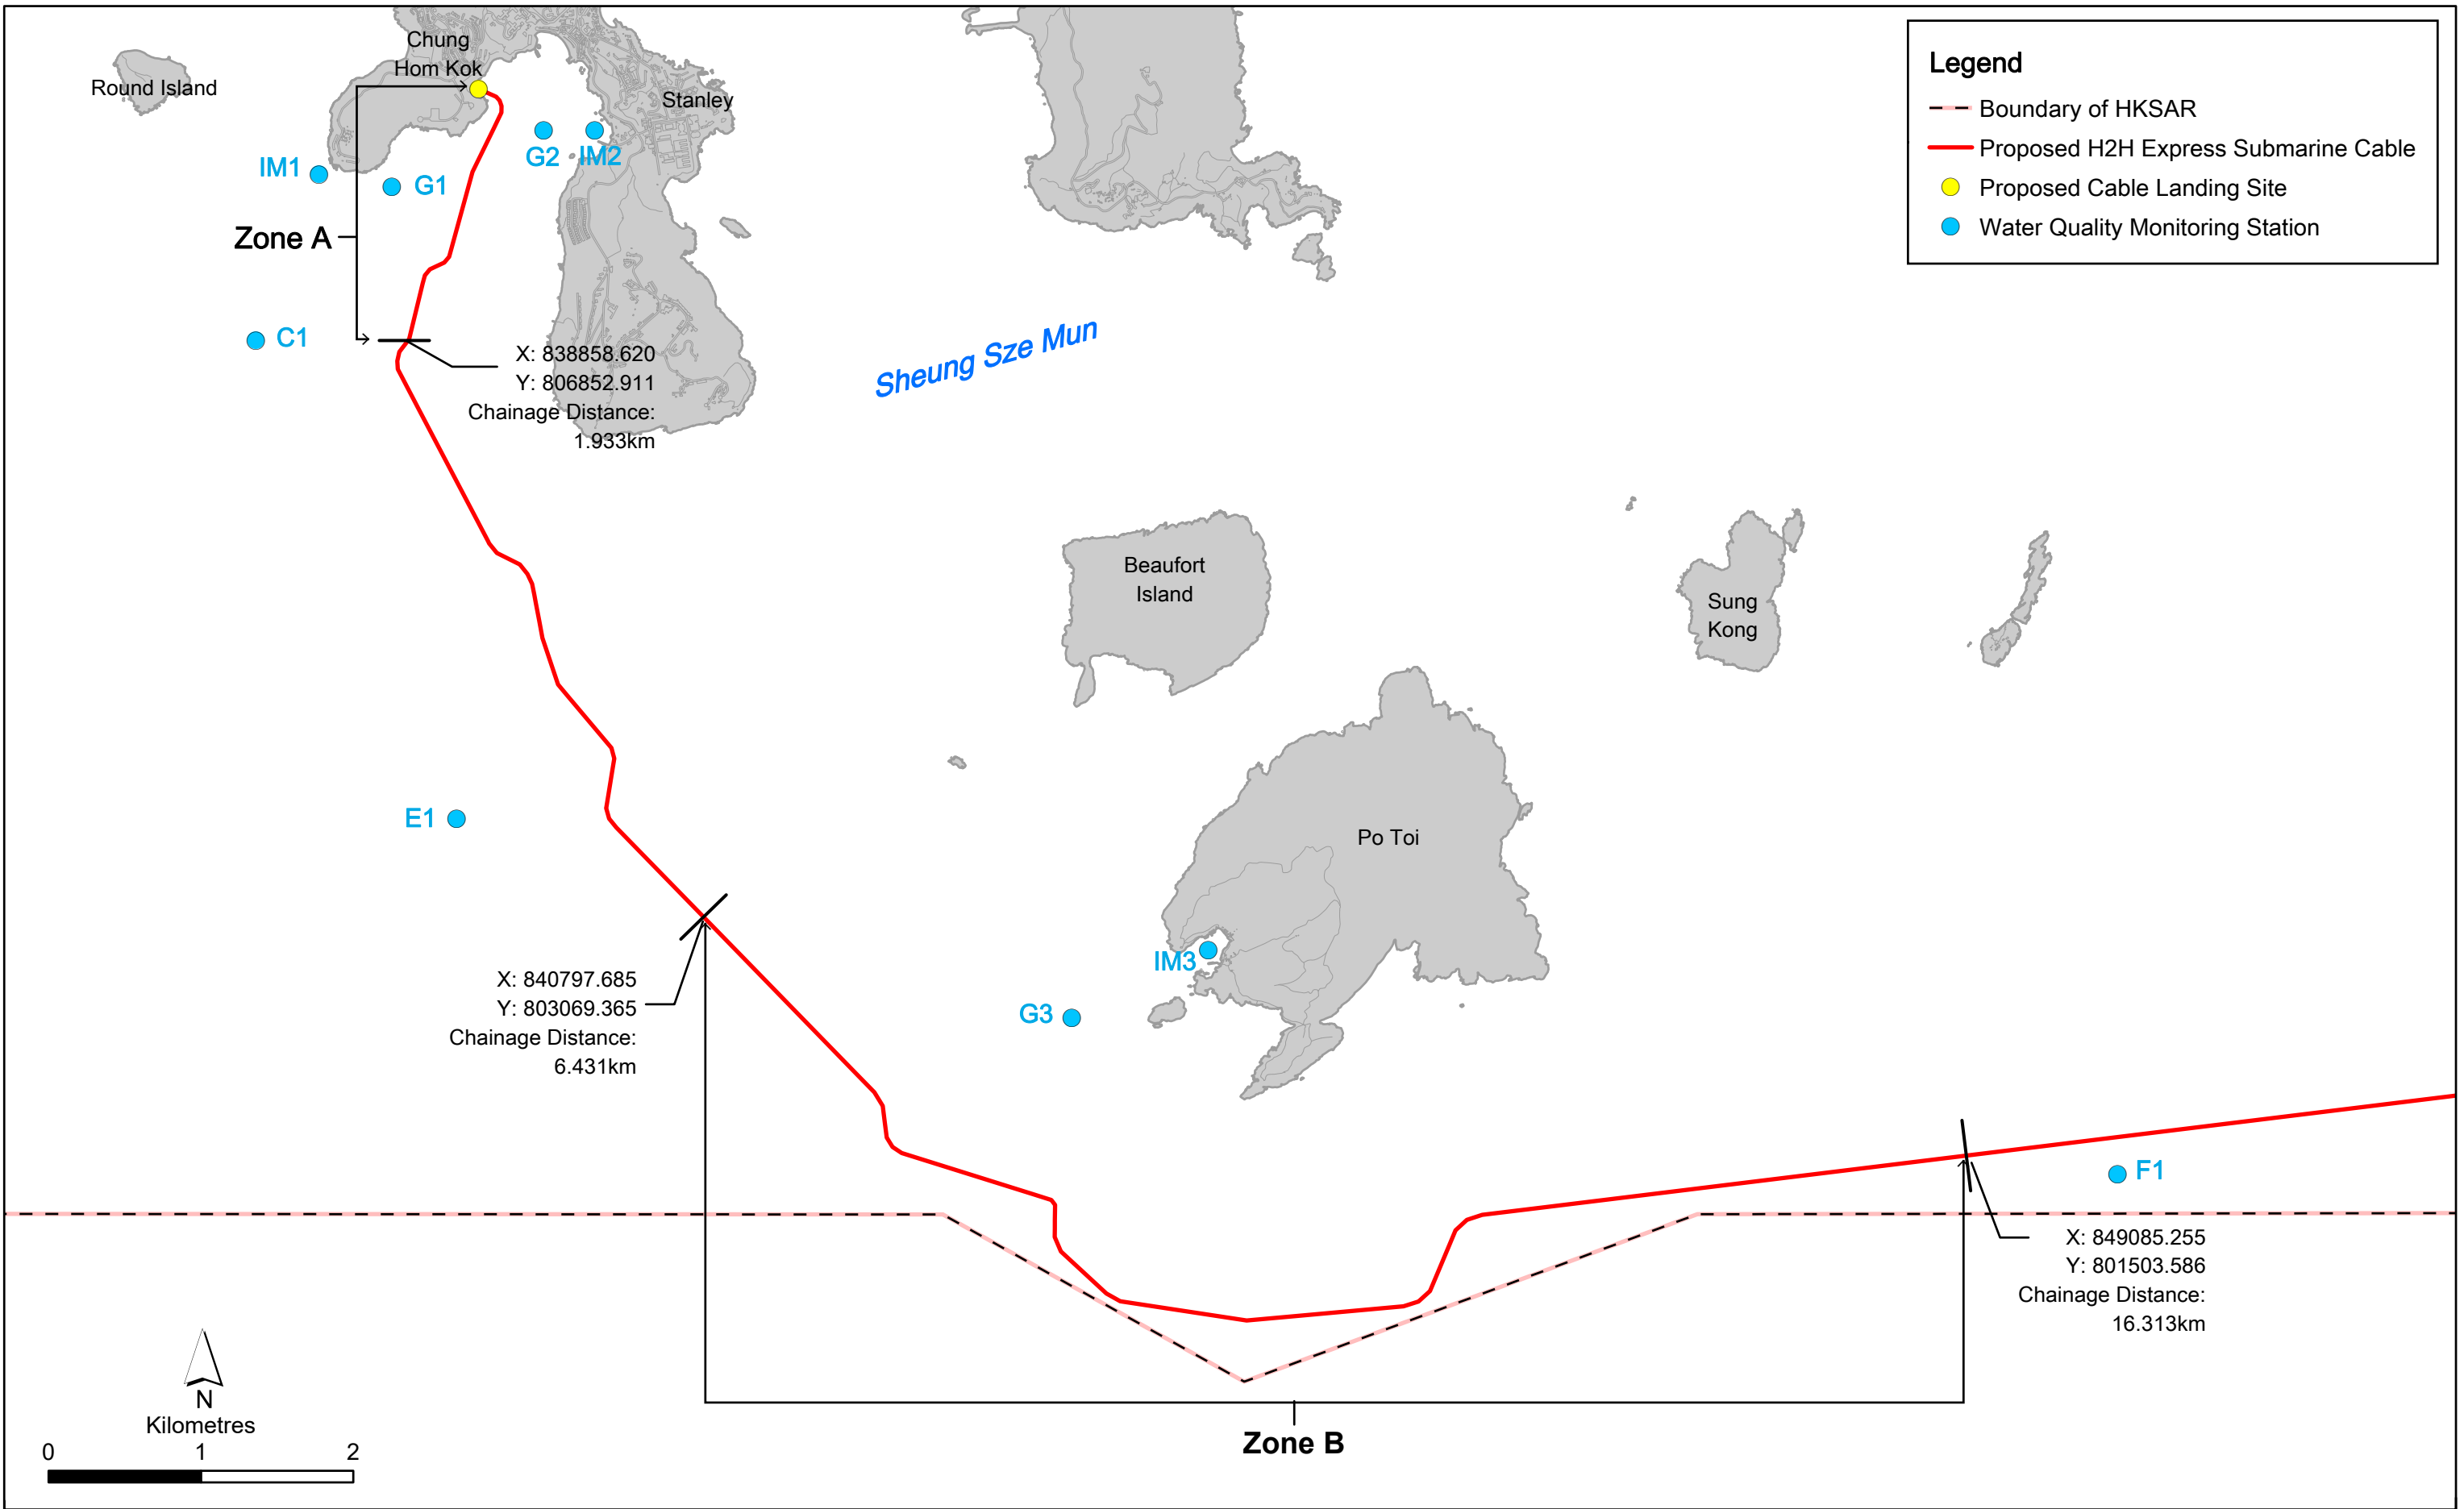 Chung
Hom Kok
Round Island
Stanley
G2
IM2
IM1
G1
Zone A
C1
X: 838858.620
Y: 806852.911
Chainage Distance:
1.933km
Sheung Sze Mun
Legend
Boundary of HKSAR
Proposed H2H Express Submarine Cable
Proposed Cable Landing Site
Water Quality Monitoring Station
Beaufort
Island
Sung
Kong
E1
Po Toi
IM3
G3
X: 840797.685
Y: 803069.365
Chainage Distance:
6.431km
F1
X: 849085.255
Y: 801503.586
Chainage Distance:
16.313km
Zone B
N
Kilometres
0 1 2